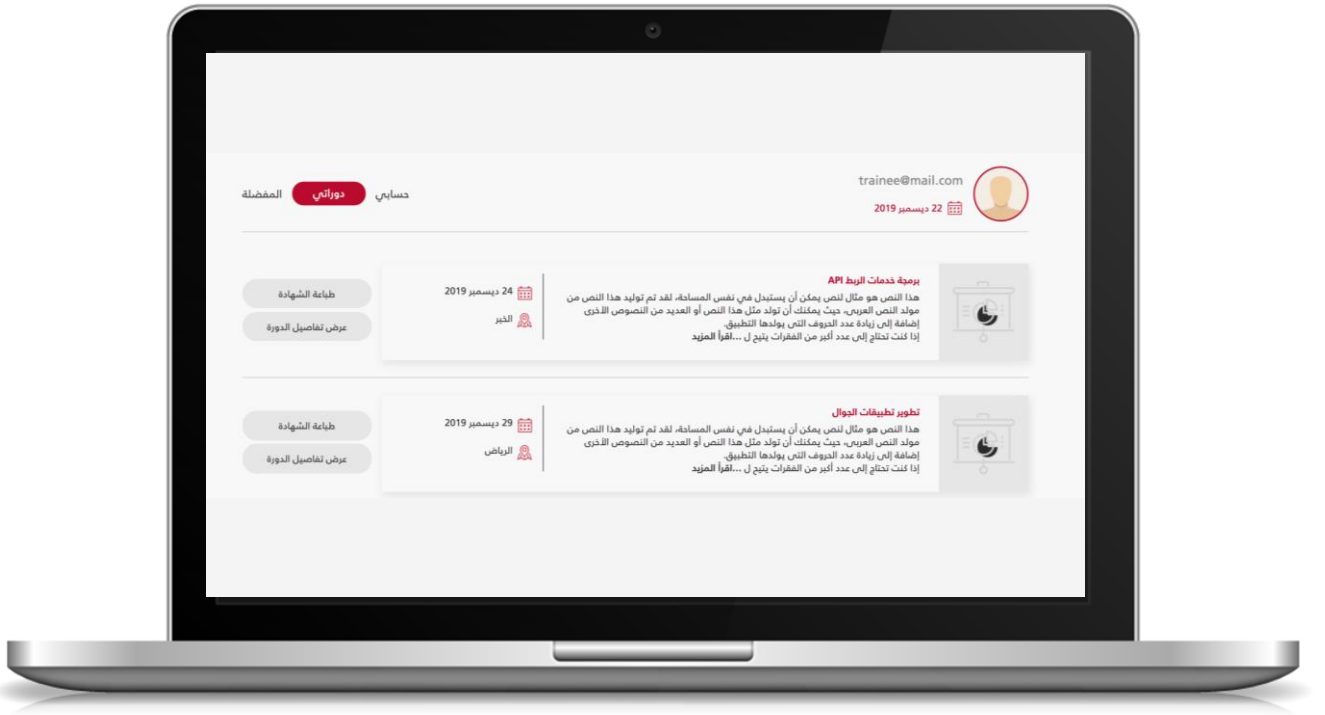 trainee@mail.com
22 ديسمبر 2019
حسابي
دوراتي
المفضلة
برمجة خدمات الربط API
هذا النص هو مثال لنص يمكن أن يستبدل في نفس المساحة، لقد تم توليد هذا النص من
مولد النص العربى، حيث يمكنك أن تولد مثل هذا النص أو العديد من النصوص الأخرى
إضافة إلى زيادة عدد الحروف التى يولدها التطبيق.
إذا كنت تحتاج إلى عدد أكبر من الفقرات يتيح ل ...اقرأ المزيد
24 ديسمبر 2019
الخبر
طباعة الشهادة
عرض تفاصيل الدورة
تطوير تطبيقات الجوال
هذا النص هو مثال لنص يمكن أن يستبدل في نفس المساحة، لقد تم توليد هذا النص من
مولد النص العربى، حيث يمكنك أن تولد مثل هذا النص أو العديد من النصوص الأخرى
إضافة إلى زيادة عدد الحروف التى يولدها التطبيق.
إذا كنت تحتاج إلى عدد أكبر من الفقرات يتيح ل ...اقرأ المزيد
29 ديسمبر 2019
الرياض
طباعة الشهادة
عرض تفاصيل الدورة